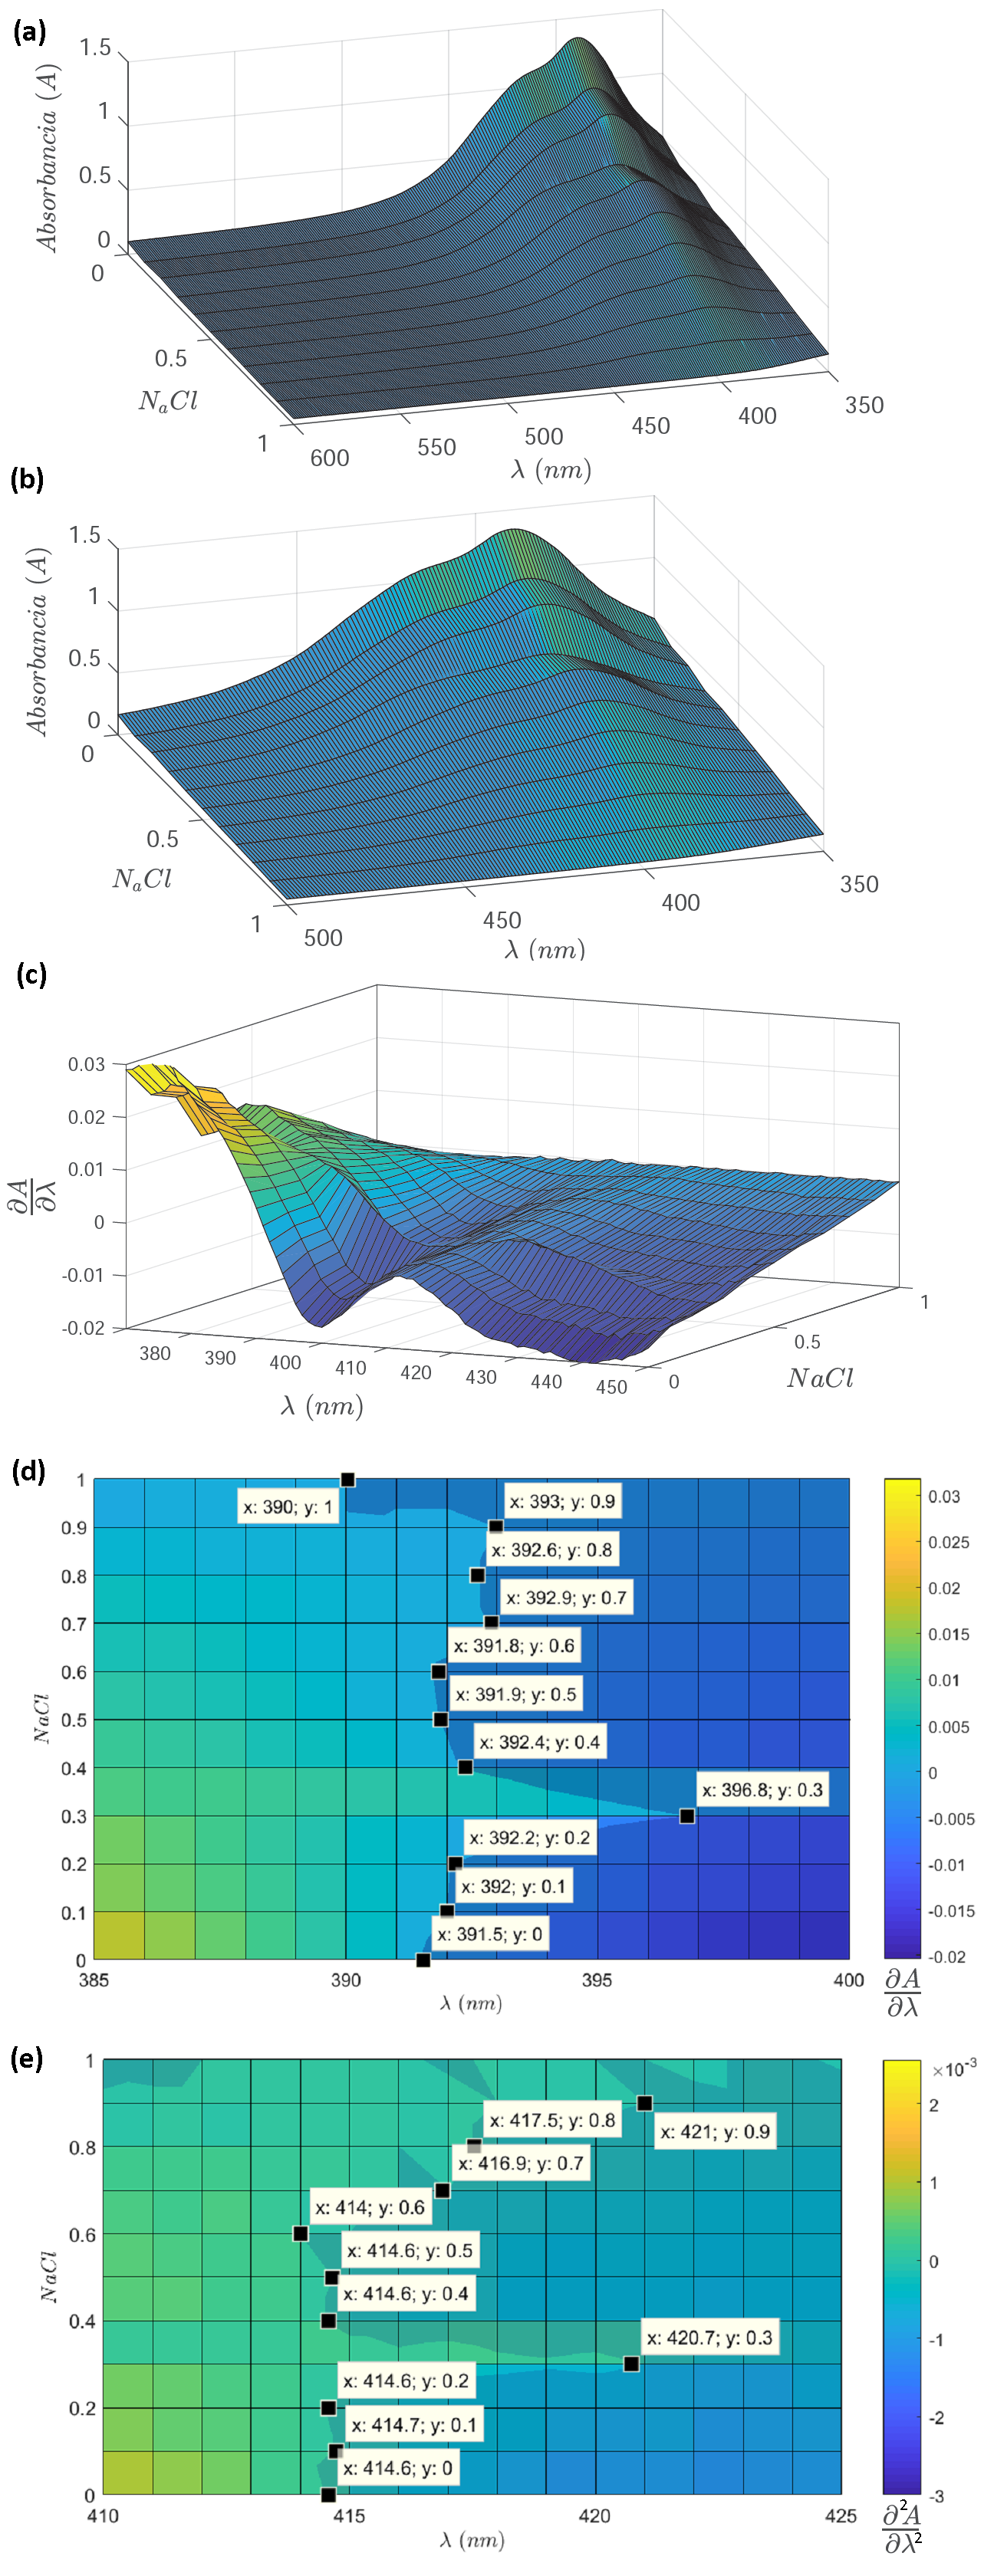 (a)
1.5
1
0.5
0
Absorbancia (A)
0
0.5
1
NaCl
600
550
500
450
400
350
λ (nm)
(b)
1.5
1
0.5
0
Absorbancia (A)
0
0.5
1
NaCl
500
450
400
350
λ (nm)
(c)
0.03
0.02
0.01
0
-0.01
-0.02
∂A/∂λ
380
390
400
410
420
430
440
450
λ (nm)
0
0.5
1
NaCl
(d)
1
0.9
0.8
0.7
0.6
0.5
0.4
0.3
0.2
0.1
0
NaCl
x: 390; y: 1
x: 393; y: 0.9
x: 392.6; y: 0.8
x: 392.9; y: 0.7
x: 391.8; y: 0.6
x: 391.9; y: 0.5
x: 392.4; y: 0.4
x: 396.8; y: 0.3
x: 392.2; y: 0.2
x: 392; y: 0.1
x: 391.5; y: 0
385
390
395
400
λ (nm)
0.03
0.025
0.02
0.015
0.01
0.005
0
-0.005
-0.01
-0.015
-0.02
∂A/∂λ
(e)
1
0.8
0.6
0.4
0.2
0
NaCl
x: 417.5; y: 0.8
x: 421; y: 0.9
x: 416.9; y: 0.7
x: 414; y: 0.6
x: 414.6; y: 0.5
x: 414.6; y: 0.4
x: 420.7; y: 0.3
x: 414.6; y: 0.2
x: 414.7; y: 0.1
x: 414.6; y: 0
410
415
420
425
λ (nm)
×10⁻³
2
1
0
-1
-2
-3
∂²A/∂λ²